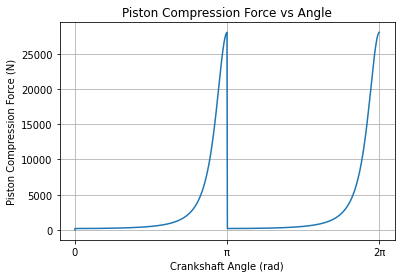 Piston Compression Force vs Angle
Piston Compression Force (N)
25000
20000
15000
10000
5000
0
0
π
2π
Crankshaft Angle (rad)